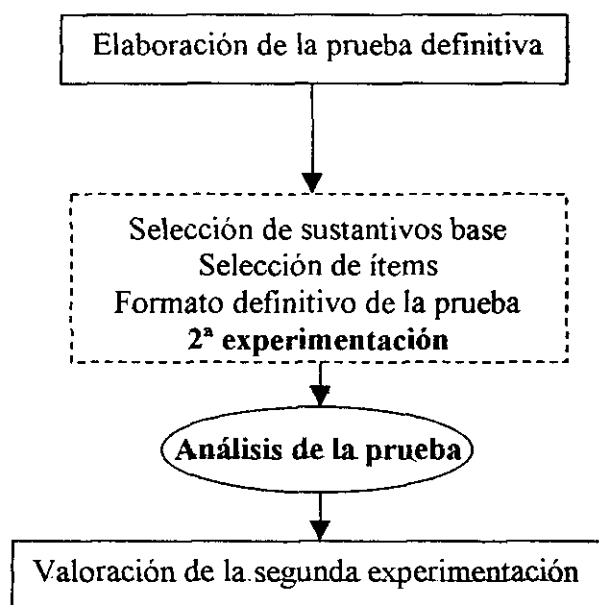 Elaboración de la prueba definitiva
Selección de sustantivos base
Selección de ítems
Formato definitivo de la prueba
2ª experimentación
Análisis de la prueba
Valoración de la segunda experimentación